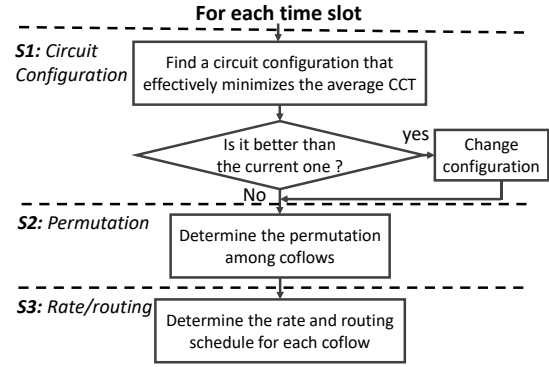 For each time slot
S1: Circuit
Configuration
Find a circuit configuration that
effectively minimizes the average CCT
Is it better than
the current one ?
yes
Change
configuration
No
S2: Permutation
Determine the permutation
among coflows
S3: Rate/routing
Determine the rate and routing
schedule for each coflow